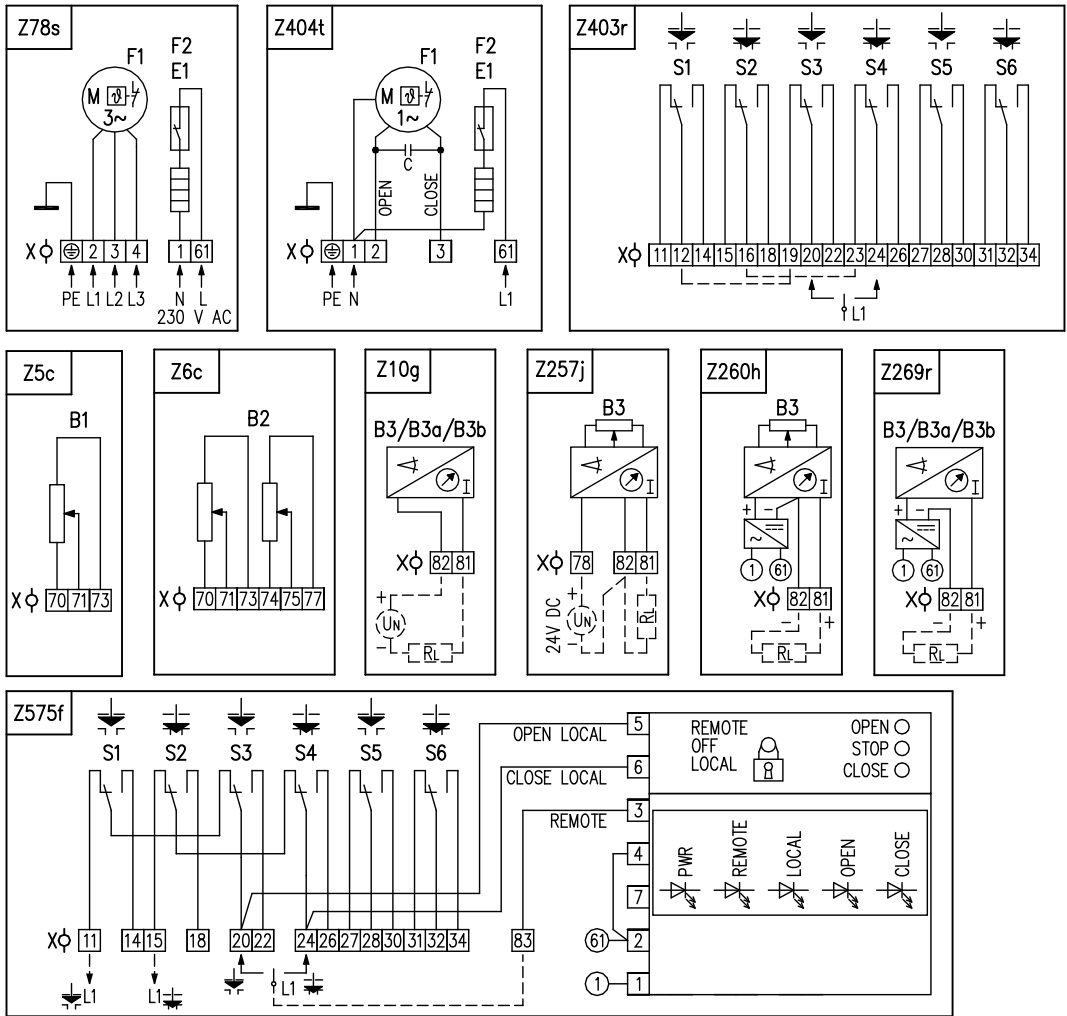 Z78s
F1
M ϑ
3~
F2
E1
X 2 3 4 1 61
PE L1 L2 L3 N L
230 V AC
Z404t
F1
M ϑ
1~
F2
E1
C
OPEN
CLOSE
X 1 2 3 61
PE N L1
Z403r
S1 S2 S3 S4 S5 S6
X 11 12 14 15 16 18 19 20 22 23 24 26 27 28 30 31 32 34
L1
Z5c
B1
X 70 71 73
Z6c
B2
X 70 71 73 74 75 77
Z10g
B3/B3a/B3b
I
X 82 81
+
UN
-
RL
Z257j
B3
I
X 78 82 81
24V DC
+
UN
-
RL
Z260h
B3
I
+ -
~
1 61
X 82 81
- +
RL
Z269r
B3/B3a/B3b
I
+ -
~
1 61
X 82 81
- +
RL
Z575f
S1 S2 S3 S4 S5 S6
OPEN LOCAL
CLOSE LOCAL
REMOTE
5
6
3
4
7
2
1
61
1
REMOTE
OFF
LOCAL
OPEN
STOP
CLOSE
PWR
REMOTE
LOCAL
OPEN
CLOSE
X 11 14 15 18 20 22 24 26 27 28 30 31 32 34 83
L1 L1 L1